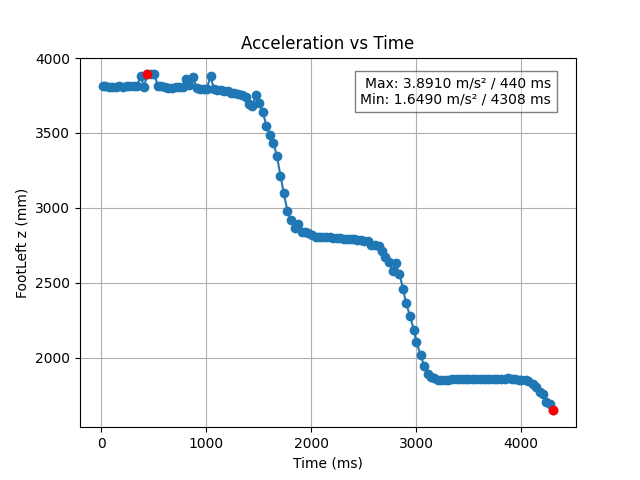 Acceleration vs Time
Max: 3.8910 m/s² / 440 ms
Min: 1.6490 m/s² / 4308 ms
FootLeft z (mm)
4000
3500
3000
2500
2000
0 1000 2000 3000 4000
Time (ms)